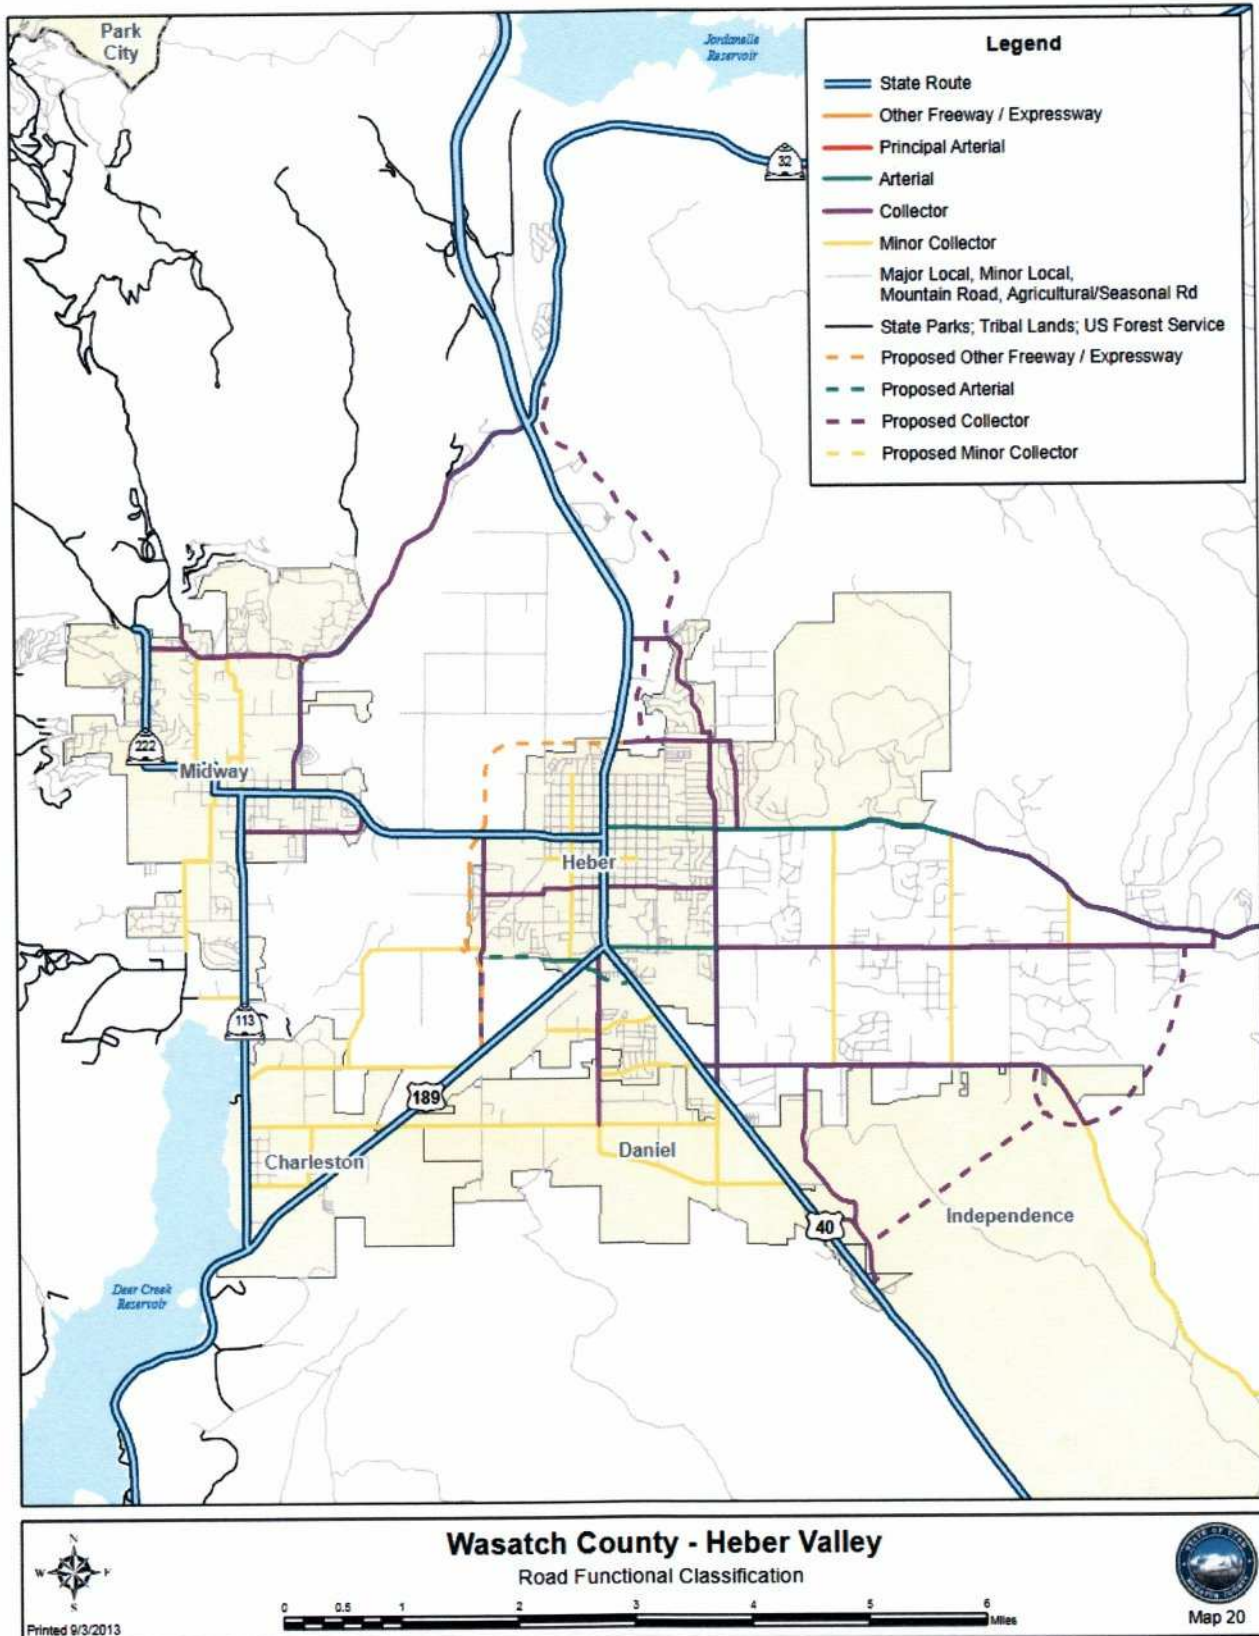 Park
City
Jordanelle
Reservoir
Legend
State Route
Other Freeway / Expressway
Principal Arterial
Arterial
Collector
Minor Collector
Major Local, Minor Local,
Mountain Road, Agricultural/Seasonal Rd
State Parks; Tribal Lands; US Forest Service
Proposed Other Freeway / Expressway
Proposed Arterial
Proposed Collector
Proposed Minor Collector
32
222
Midway
Heber
113
189
Charleston
Daniel
40
Independence
Deer Creek
Reservoir
Wasatch County - Heber Valley
Road Functional Classification
N
W
S
0 0.5 1 2 3 4 5 6
Miles
Printed 9/3/2013
Map 20